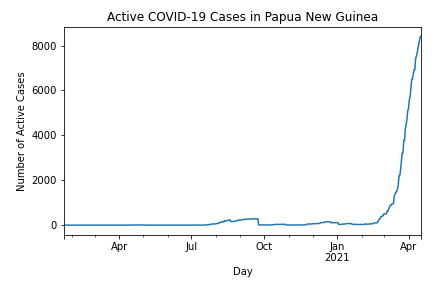 Active COVID-19 Cases in Papua New Guinea
Number of Active Cases
8000
6000
4000
2000
0
Apr Jul Oct Jan Apr
2021
Day